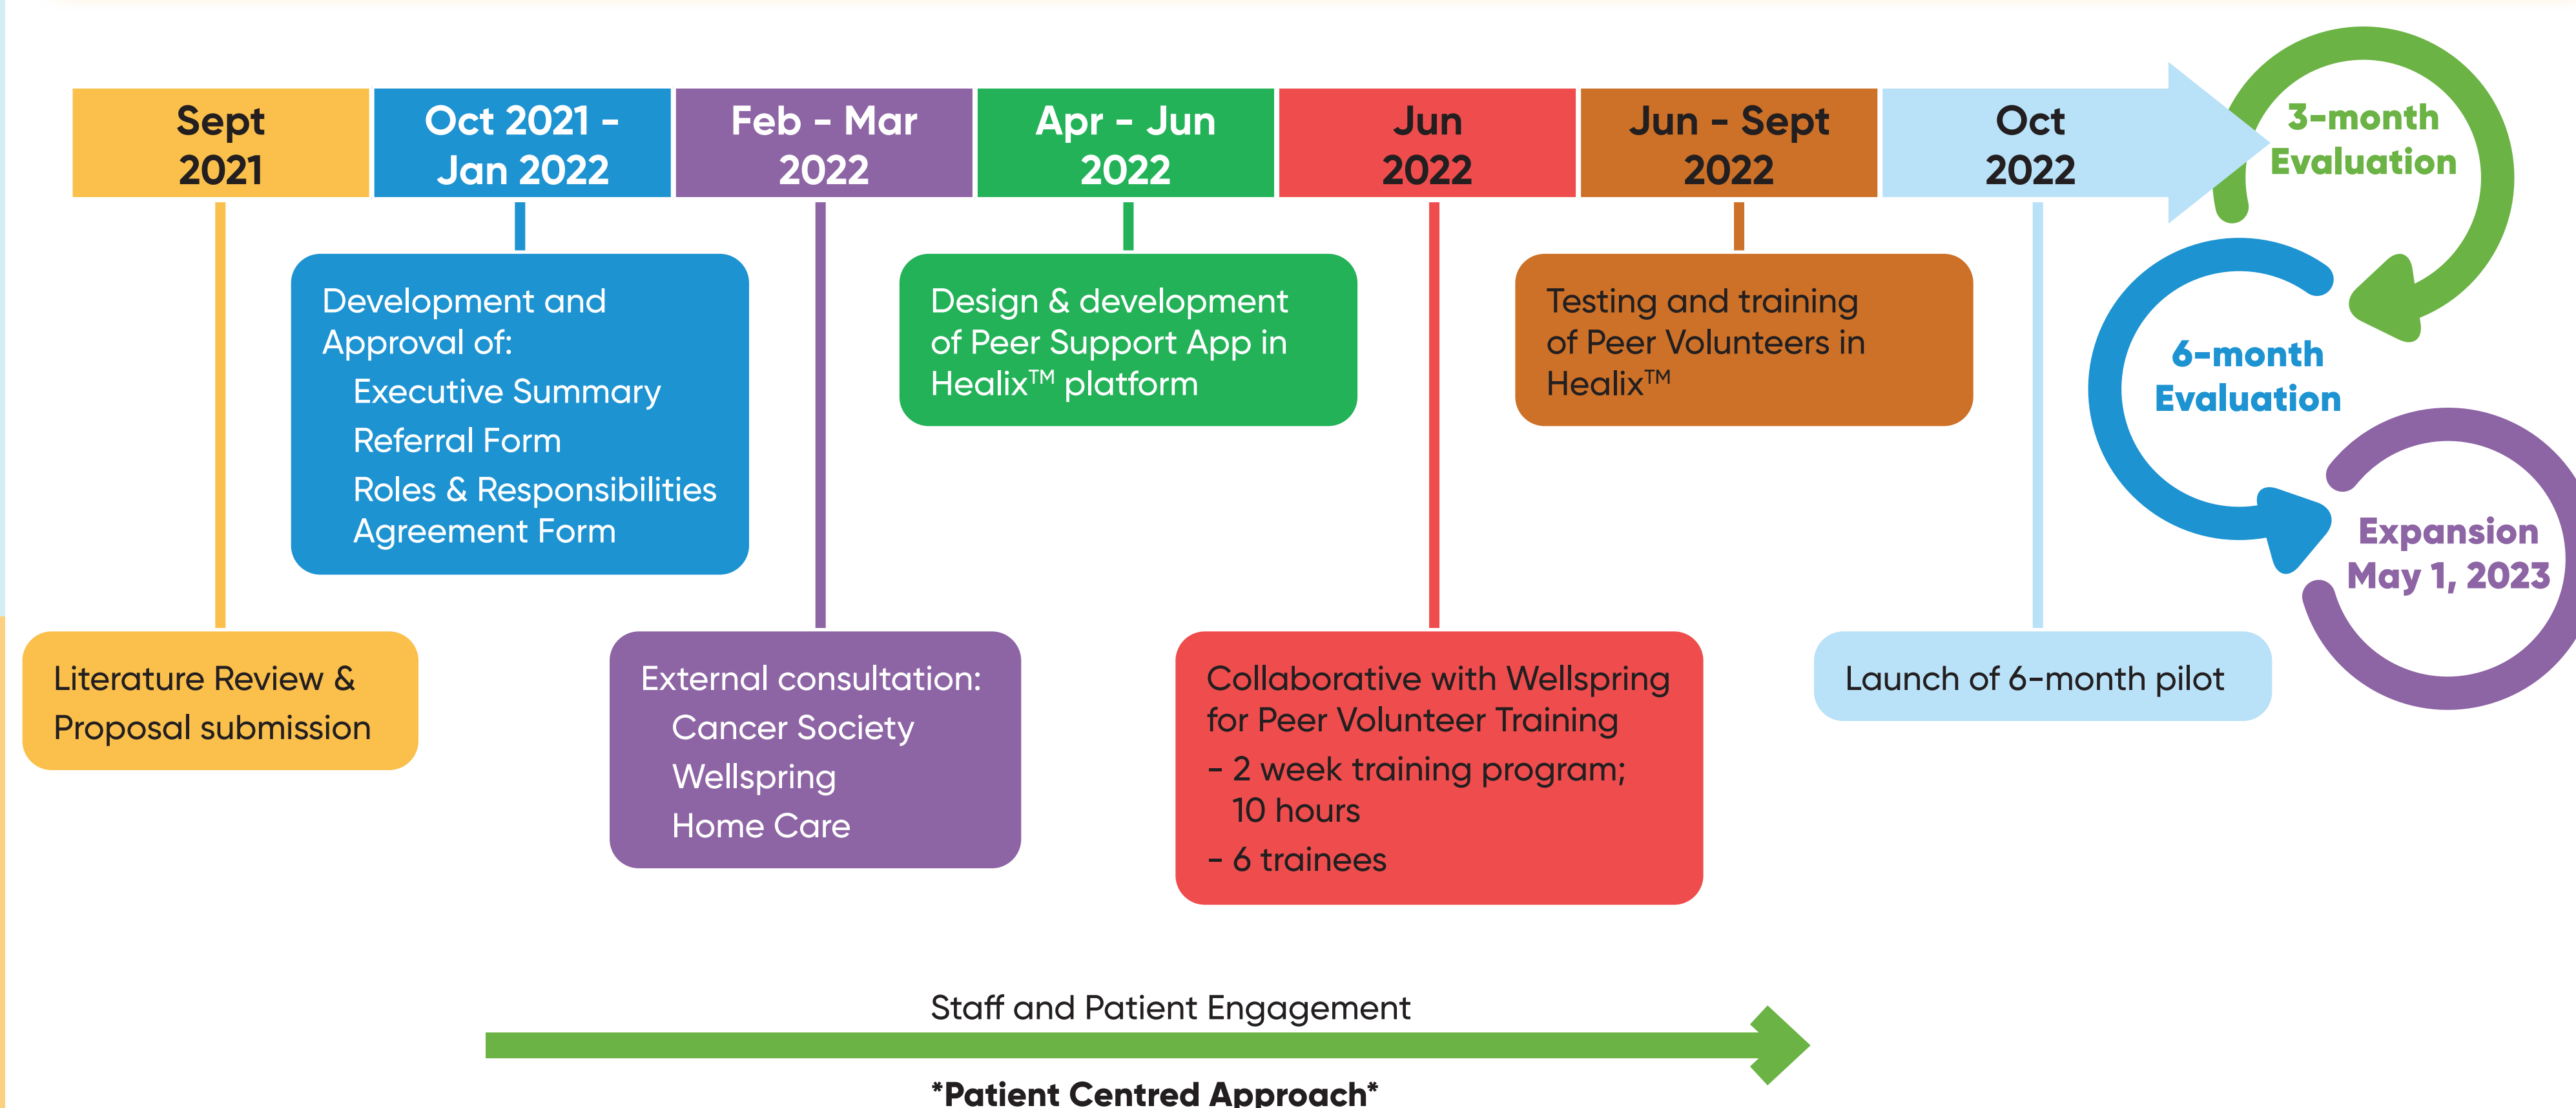 Sept
2021
Oct 2021 -
Jan 2022
Feb - Mar
2022
Apr - Jun
2022
Jun
2022
Jun - Sept
2022
Oct
2022
3-month
Evaluation
6-month
Evaluation
Expansion
May 1, 2023
Development and
Approval of:
Executive Summary
Referral Form
Roles & Responsibilities
Agreement Form
Design & development
of Peer Support App in
Healix™ platform
Testing and training
of Peer Volunteers in
Healix™
Literature Review &
Proposal submission
External consultation:
Cancer Society
Wellspring
Home Care
Collaborative with Wellspring
for Peer Volunteer Training
- 2 week training program;
10 hours
- 6 trainees
Launch of 6-month pilot
Staff and Patient Engagement
*Patient Centred Approach*